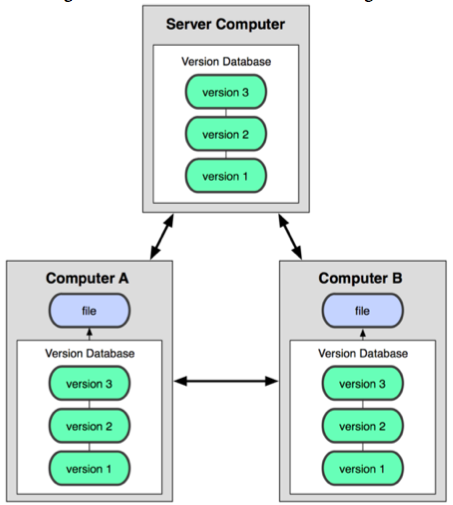 Server Computer
Version Database
version 3
version 2
version 1
Computer A
file
Version Database
version 3
version 2
version 1
Computer B
file
Version Database
version 3
version 2
version 1